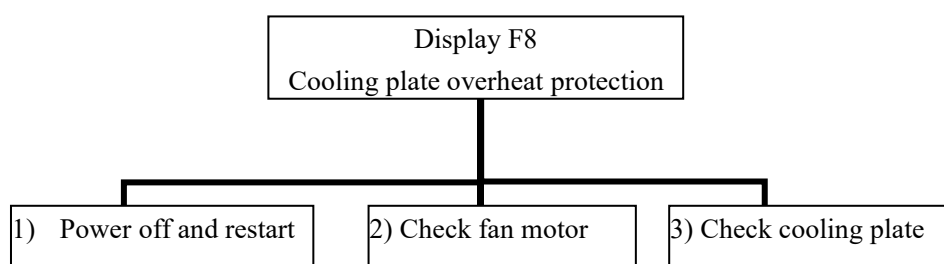 Display F8
Cooling plate overheat protection
1) Power off and restart
2) Check fan motor
3) Check cooling plate